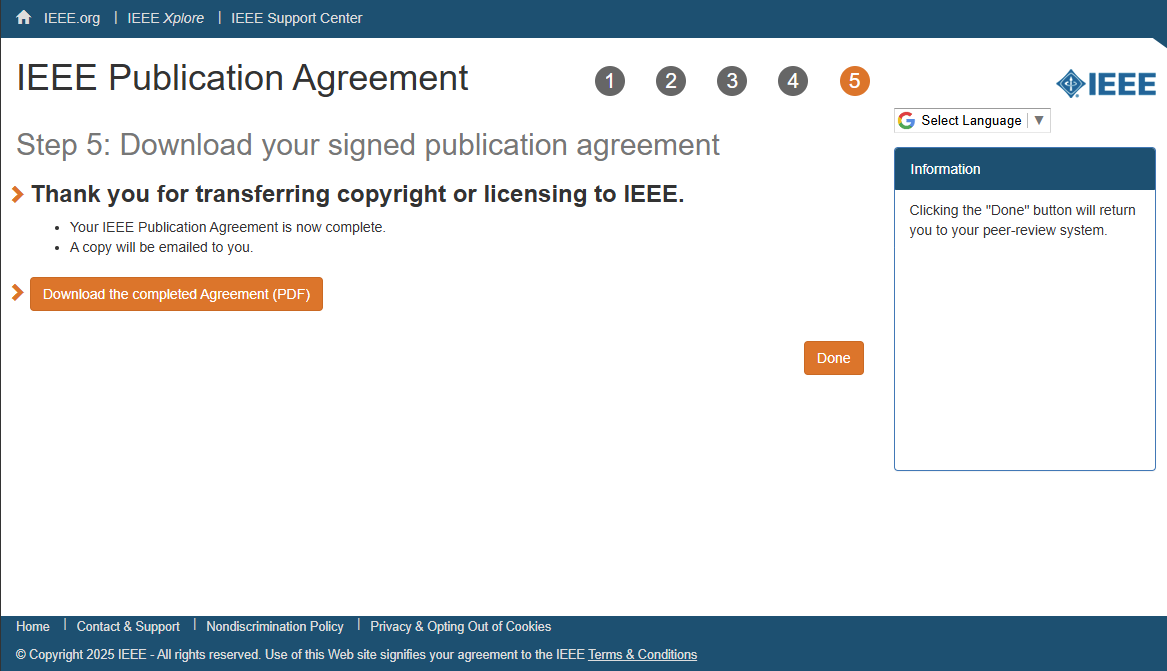 IEEE.org | IEEE Xplore | IEEE Support Center
IEEE Publication Agreement
1 2 3 4 5
IEEE
Select Language ▼
Step 5: Download your signed publication agreement
Thank you for transferring copyright or licensing to IEEE.
• Your IEEE Publication Agreement is now complete.
• A copy will be emailed to you.
Download the completed Agreement (PDF)
Done
Information
Clicking the "Done" button will return
you to your peer-review system.
Home | Contact & Support | Nondiscrimination Policy | Privacy & Opting Out of Cookies
© Copyright 2025 IEEE - All rights reserved. Use of this Web site signifies your agreement to the IEEE Terms & Conditions